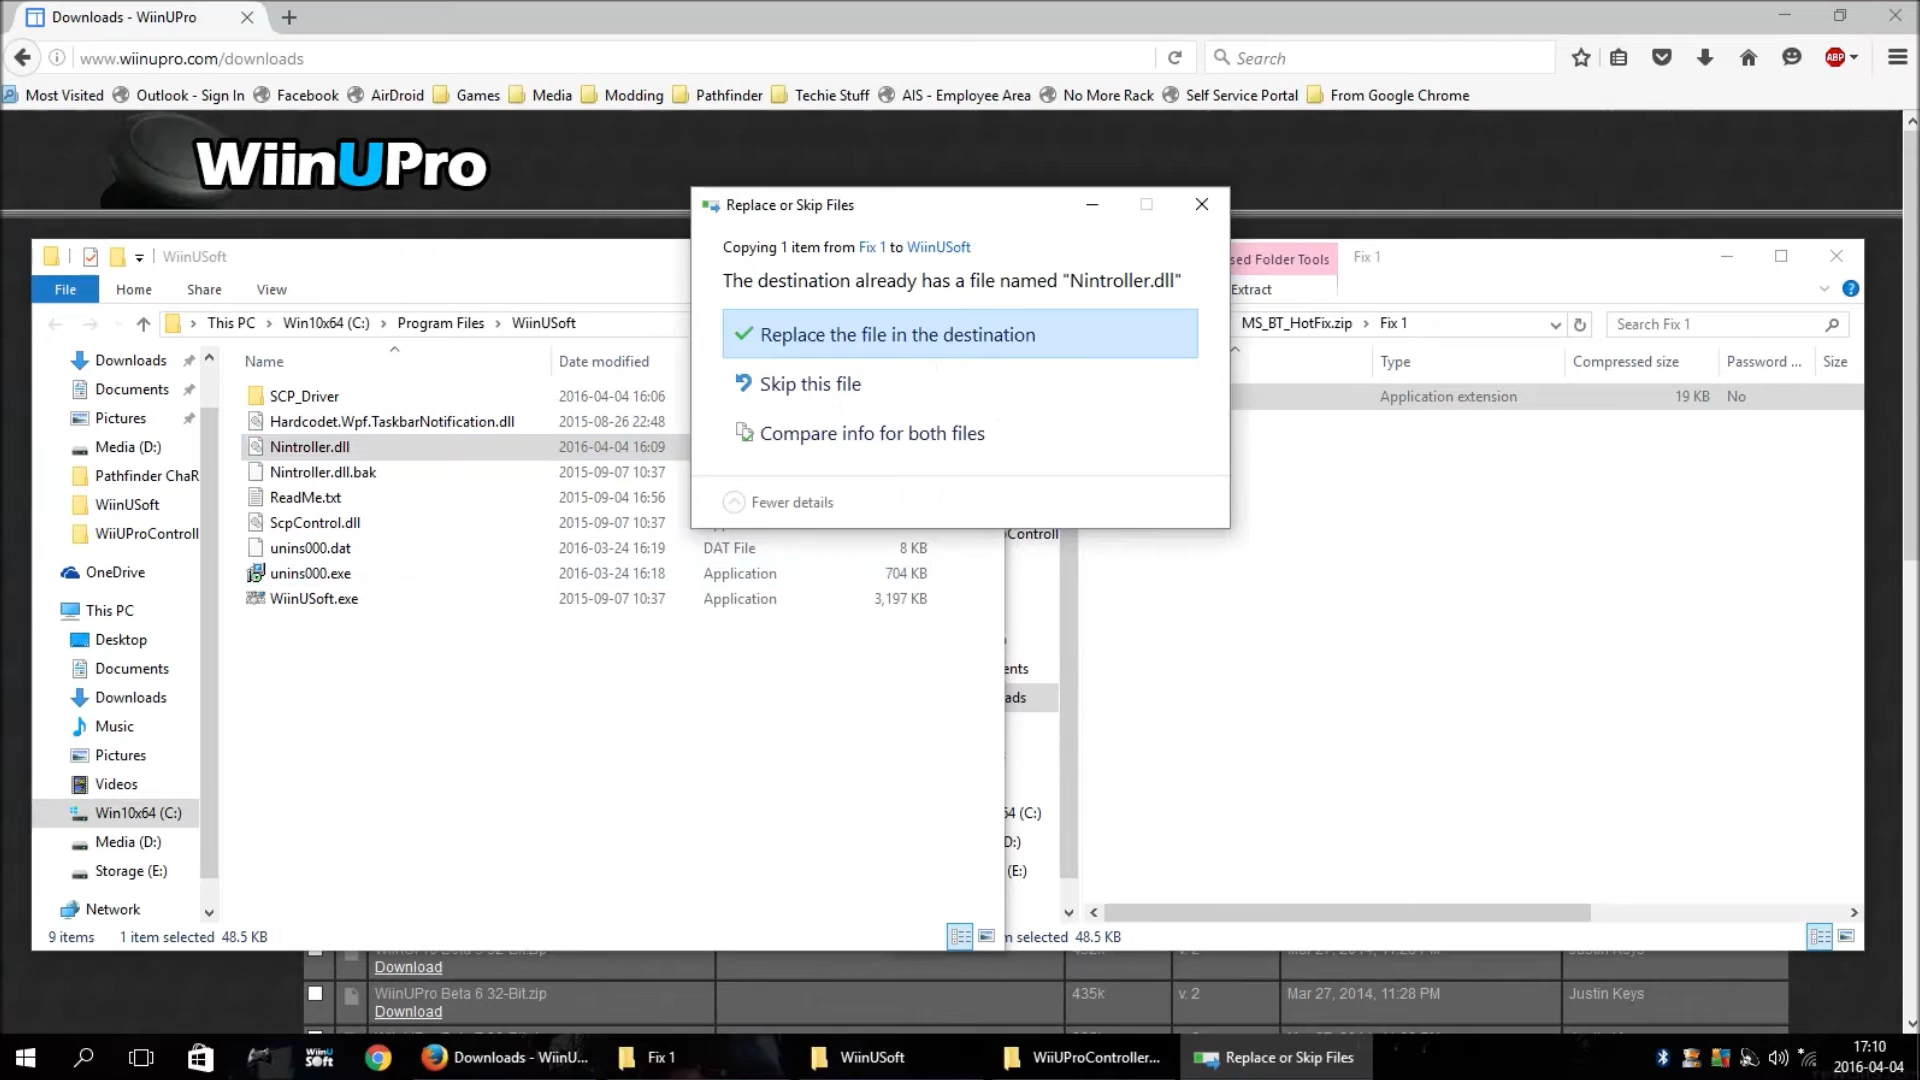 Downloads - WiinUPro
www.wiinupro.com/downloads
Search
Most Visited
Outlook - Sign In
Facebook
AirDroid
Games
Media
Modding
Pathfinder
Techie Stuff
AIS - Employee Area
No More Rack
Self Service Portal
From Google Chrome
ABP
WiinUPro
Replace or Skip Files
Copying 1 item from Fix 1 to WiinUSoft
The destination already has a file named "Nintroller.dll"
Replace the file in the destination
Skip this file
Compare info for both files
Fewer details
WiinUSoft
File Home Share View
This PC Win10x64 (C:) Program Files WiinUSoft
Downloads
Documents
Pictures
Media (D:)
Pathfinder ChaR
WiinUSoft
WiiUProControll
OneDrive
This PC
Desktop
Documents
Downloads
Music
Pictures
Videos
Win10x64 (C:)
Media (D:)
Storage (E:)
Network
Name Date modified
SCP_Driver 2016-04-04 16:06
Hardcodet.Wpf.TaskbarNotification.dll 2015-08-26 22:48
Nintroller.dll 2016-04-04 16:09
Nintroller.dll.bak 2015-09-07 10:37
ReadMe.txt 2015-09-04 16:56
ScpControl.dll 2015-09-07 10:37
unins000.dat 2016-03-24 16:19 DAT File 8 KB
unins000.exe 2016-03-24 16:18 Application 704 KB
WiinUSoft.exe 2015-09-07 10:37 Application 3,197 KB
9 items 1 item selected 48.5 KB
sed Folder Tools Fix 1
Extract
MS_BT_HotFix.zip Fix 1
Search Fix 1
Type Compressed size Password ... Size
Application extension 19 KB No
Controll
ents
ads
64 (C:)
D:)
(E:)
m selected 48.5 KB
Download
WiinUPro Beta 6 32-Bit.zip 435k v. 2 Mar 27, 2014, 11:28 PM Justin Keys
Download
WiinU SOFT
Downloads - WiinU...
Fix 1
WiinUSoft
WiiUProController...
Replace or Skip Files
17:10
2016-04-04